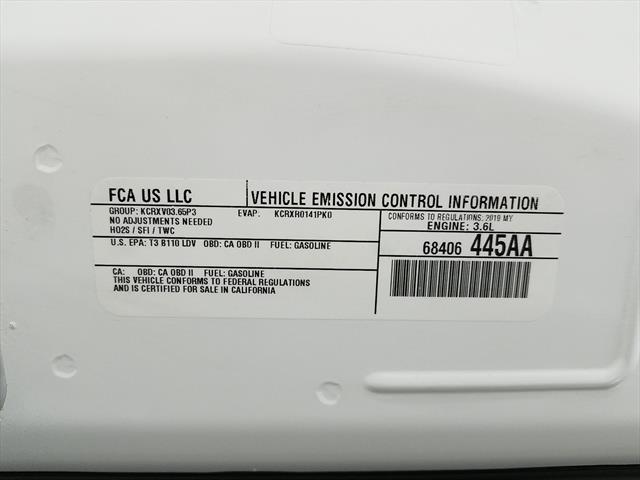 FCA US LLC
VEHICLE EMISSION CONTROL INFORMATION
GROUP: KCRXV03.65P3 EVAP. KCRXR0141PK0
NO ADJUSTMENTS NEEDED
HO2S / SFI / TWC
CONFORMS TO REGULATIONS: 2019 MY
ENGINE: 3.6L
U.S. EPA: T3 B110 LDV OBD: CA OBD II FUEL: GASOLINE
68406 445AA
CA: OBD: CA OBD II FUEL: GASOLINE
THIS VEHICLE CONFORMS TO FEDERAL REGULATIONS
AND IS CERTIFIED FOR SALE IN CALIFORNIA